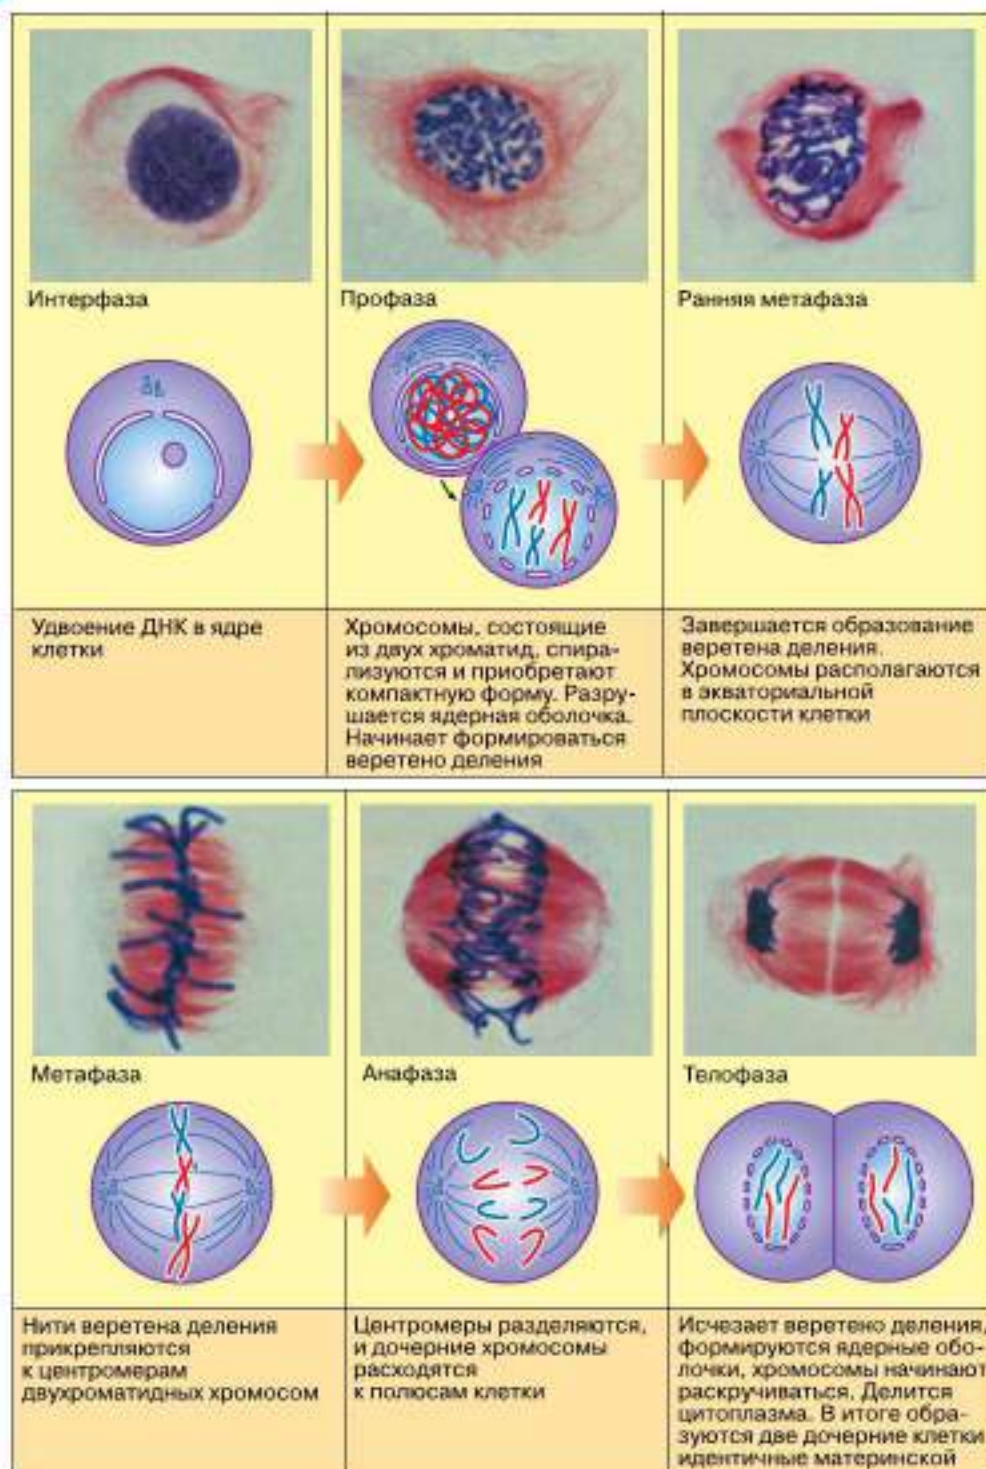 Интерфаза
Профаза
Ранняя метафаза
Удвоение ДНК в ядре
клетки
Хромосомы, состоящие
из двух хроматид, спира-
лизуются и приобретают
компактную форму. Разру-
шается ядерная оболочка.
Начинает формироваться
веретено деления
Завершается образование
веретена деления.
Хромосомы располагаются
в экваториальной
плоскости клетки
Метафаза
Анафаза
Телофаза
Нити веретена деления
прикрепляются
к центромерам
двухроматидных хромосом
Центромеры разделяются,
и дочерние хромосомы
расходятся
к полюсам клетки
Исчезает веретено деления,
формируются ядерные обо-
лочки, хромосомы начинают
раскручиваться. Делится
цитоплазма. В итоге обра-
зуются две дочерние клетки,
идентичные материнской